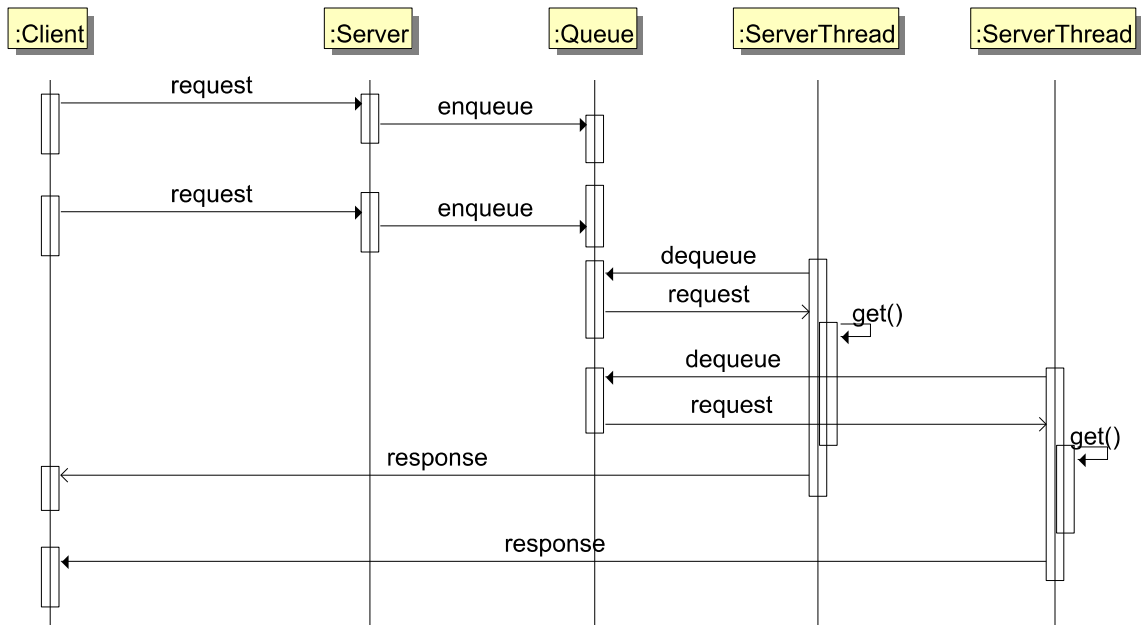 :Client
:Server
:Queue
:ServerThread
:ServerThread
request
enqueue
request
enqueue
dequeue
request
get()
dequeue
request
get()
response
response